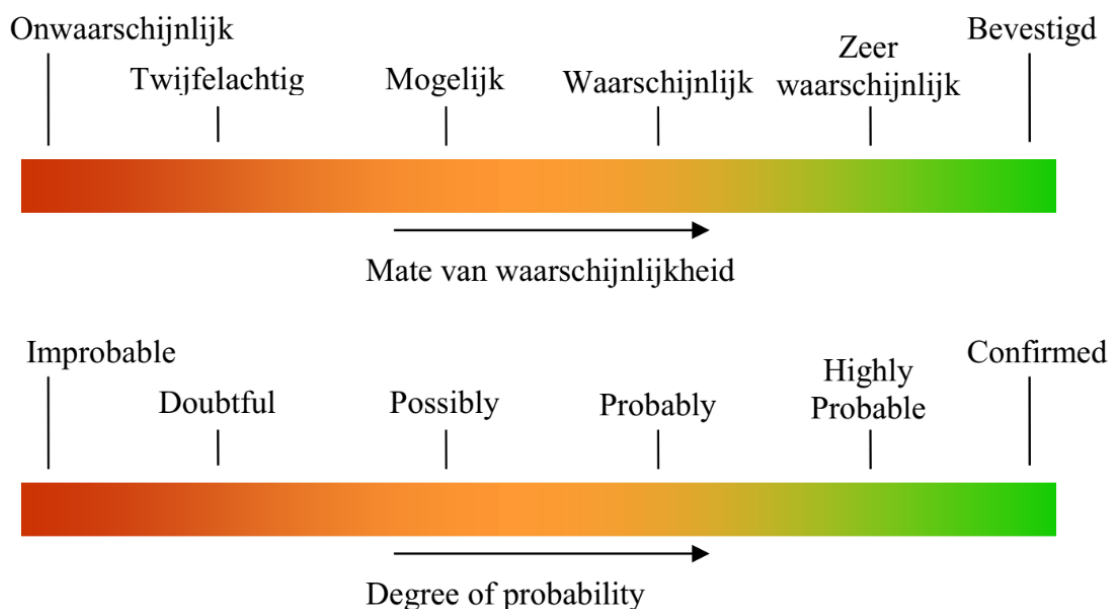 Onwaarschijnlijk
Twijfelachtig
Mogelijk
Waarschijnlijk
Zeer
waarschijnlijk
Bevestigd
Mate van waarschijnlijkheid
Improbable
Doubtful
Possibly
Probably
Highly
Probable
Confirmed
Degree of probability